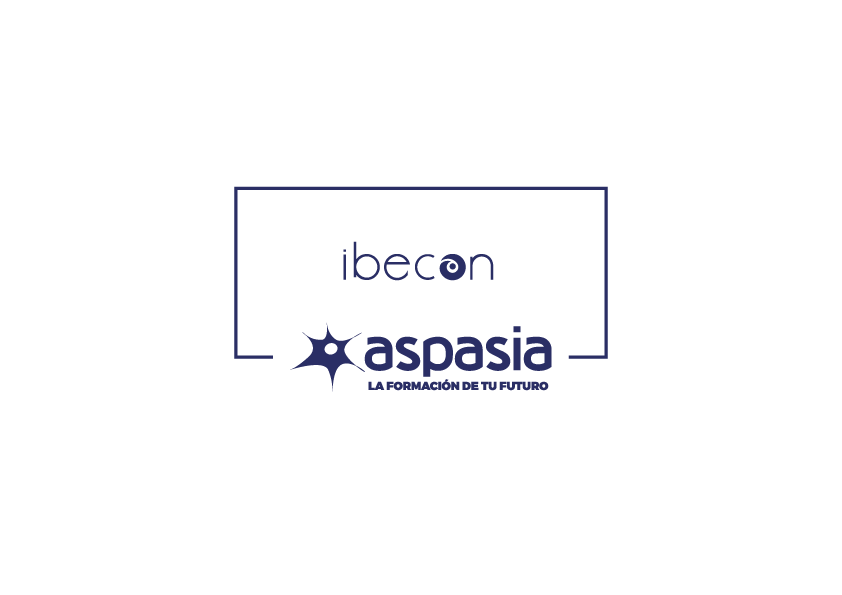 ibecon
aspasia
LA FORMACIÓN DE TU FUTURO